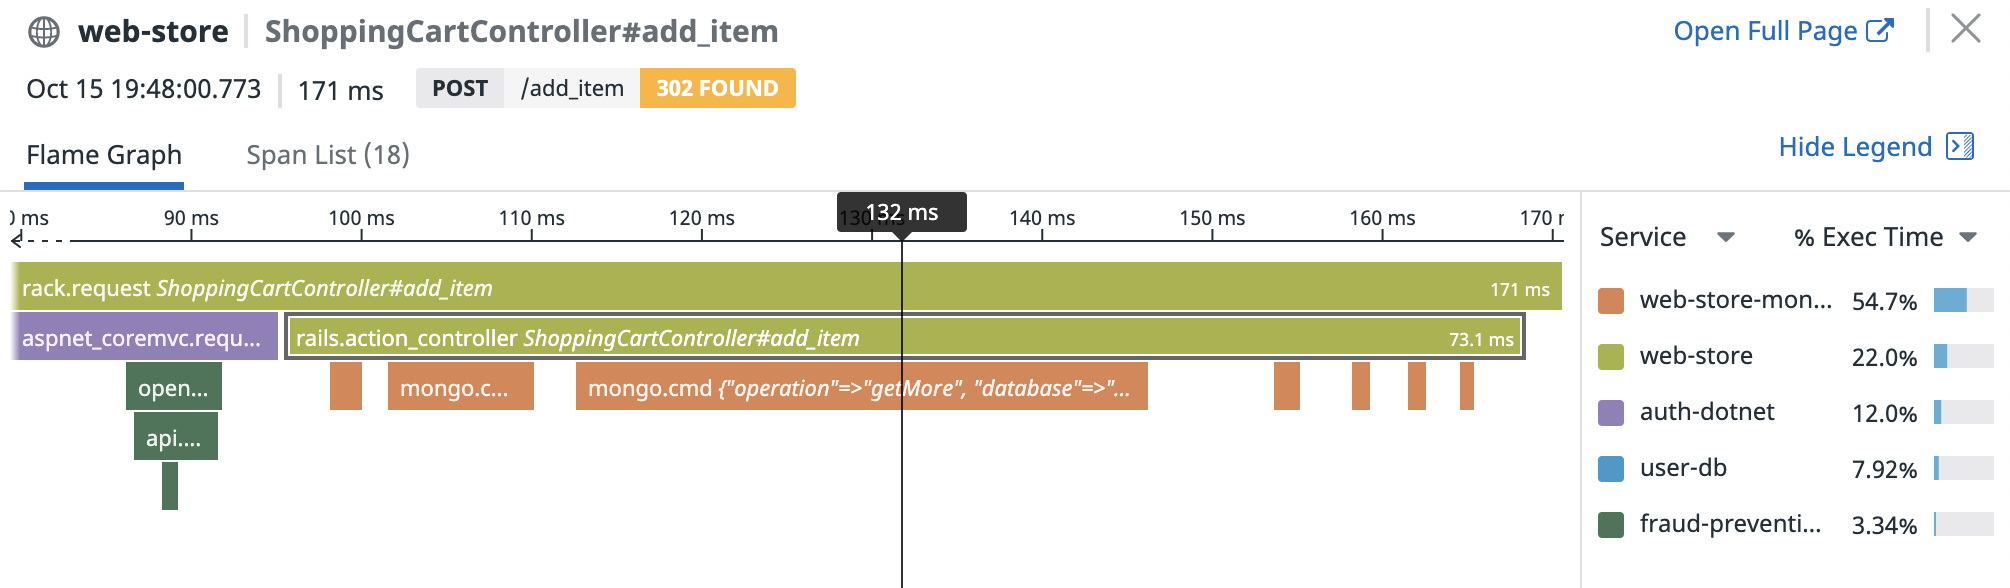 web-store ShoppingCartController#add_item Open Full Page
Oct 15 19:48:00.773 171 ms POST /add_item 302 FOUND
Flame Graph Span List (18) Hide Legend
0 ms 90 ms 100 ms 110 ms 120 ms 130 132 ms 140 ms 150 ms 160 ms 170
Service % Exec Time
rack.request ShoppingCartController#add_item 171 ms
aspnet_coremvc.requ... rails.action_controller ShoppingCartController#add_item 73.1 ms
open... mongo.c... mongo.cmd {"operation"=>"getMore", "database"=>"...
api....
web-store-mon... 54.7%
web-store 22.0%
auth-dotnet 12.0%
user-db 7.92%
fraud-preventi... 3.34%